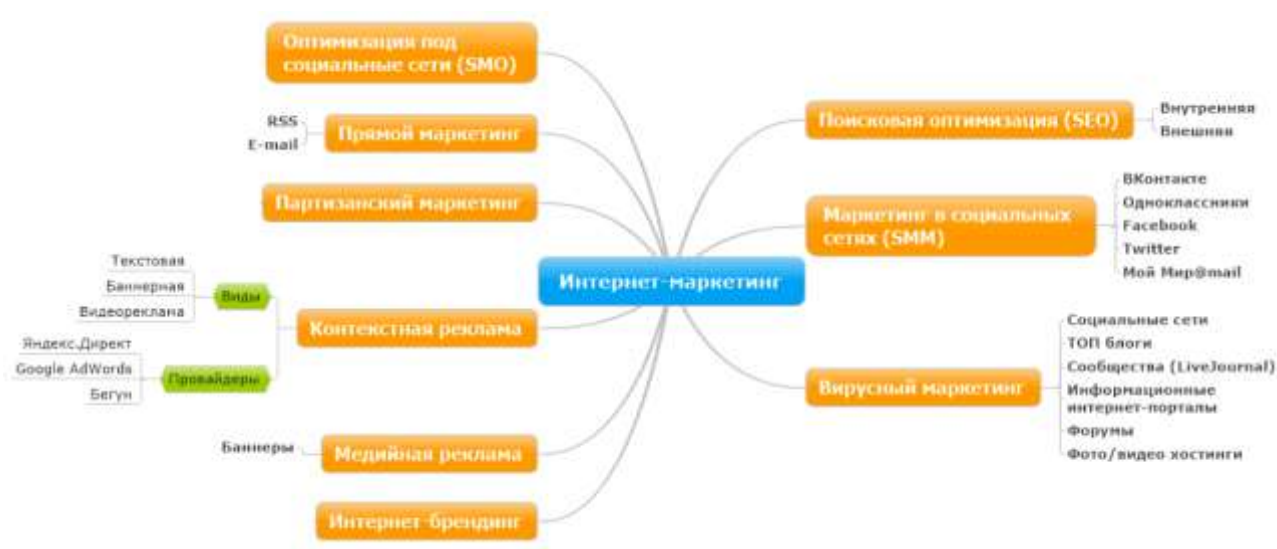 Оптимизация под
социальные сети (SMO)
RSS
E-mail
Прямой маркетинг
Партизанский маркетинг
Текстовая
Баннерная
Видеореклана
Виды
Яндекс.Директ
Google AdWords
Бегун
Провайдеры
Контекстная реклама
Баннеры
Медийная реклама
Интернет-брендинг
Интернет-маркетинг
Поисковая оптимизация (SEO)
Внутренняя
Внешняя
Маркетинг в социальных
сетях (SMM)
ВКонтакте
Одноклассники
Facebook
Twitter
Мой Мир@mail
Вирусный маркетинг
Социальные сети
ТОП блоги
Сообщества (LiveJournal)
Информационные
интернет-порталы
Форумы
Фото/видео хостинги